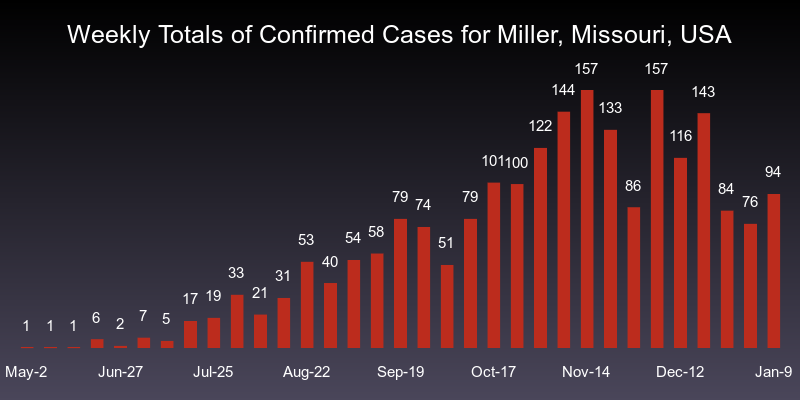 Weekly Totals of Confirmed Cases for Miller, Missouri, USA
1 1 1 6 2 7 5 17 19 33 21 31 53 40 54 58 79 74 51 79 101 100 122 144 157 133 86 157 116 143 84 76 94
May-2 Jun-27 Jul-25 Aug-22 Sep-19 Oct-17 Nov-14 Dec-12 Jan-9